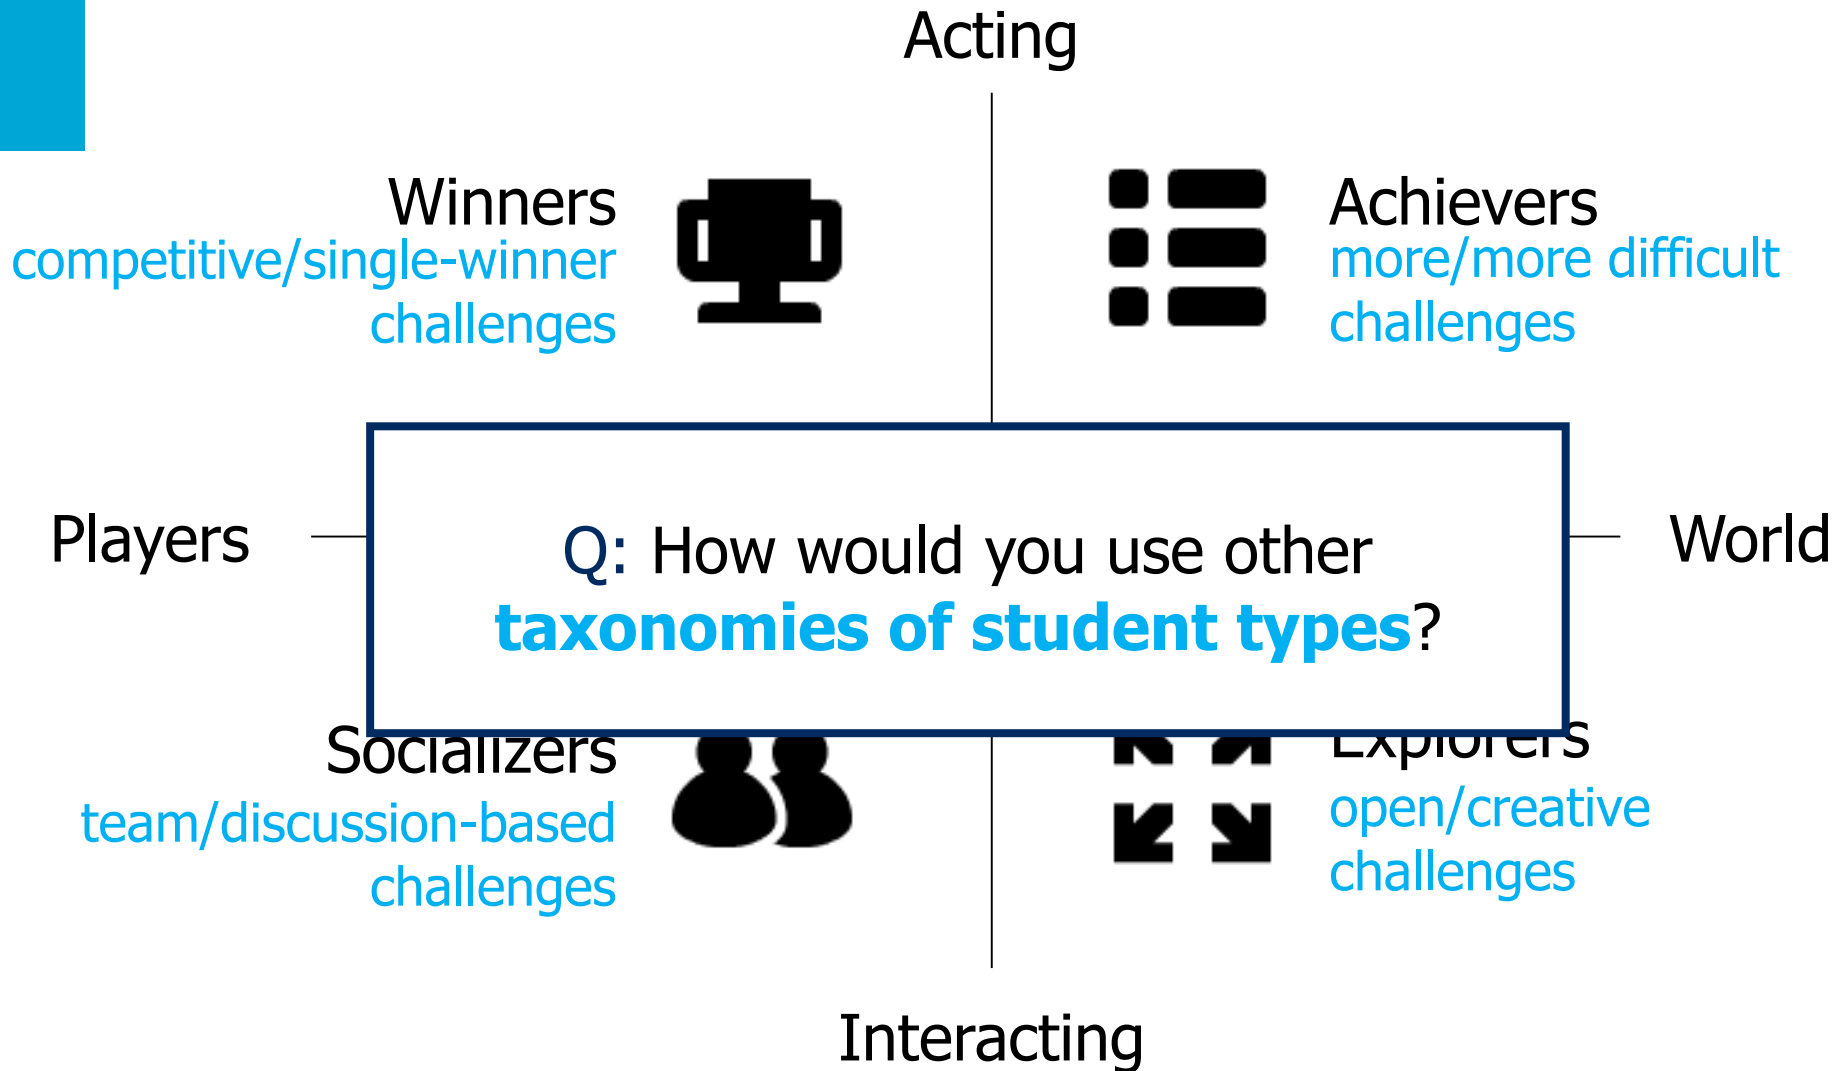 Acting
Winners
competitive/single-winner
challenges
Achievers
more/more difficult
challenges
Players
World
Q: How would you use other
taxonomies of student types?
Socializers
team/discussion-based
challenges
Explorers
open/creative
challenges
Interacting